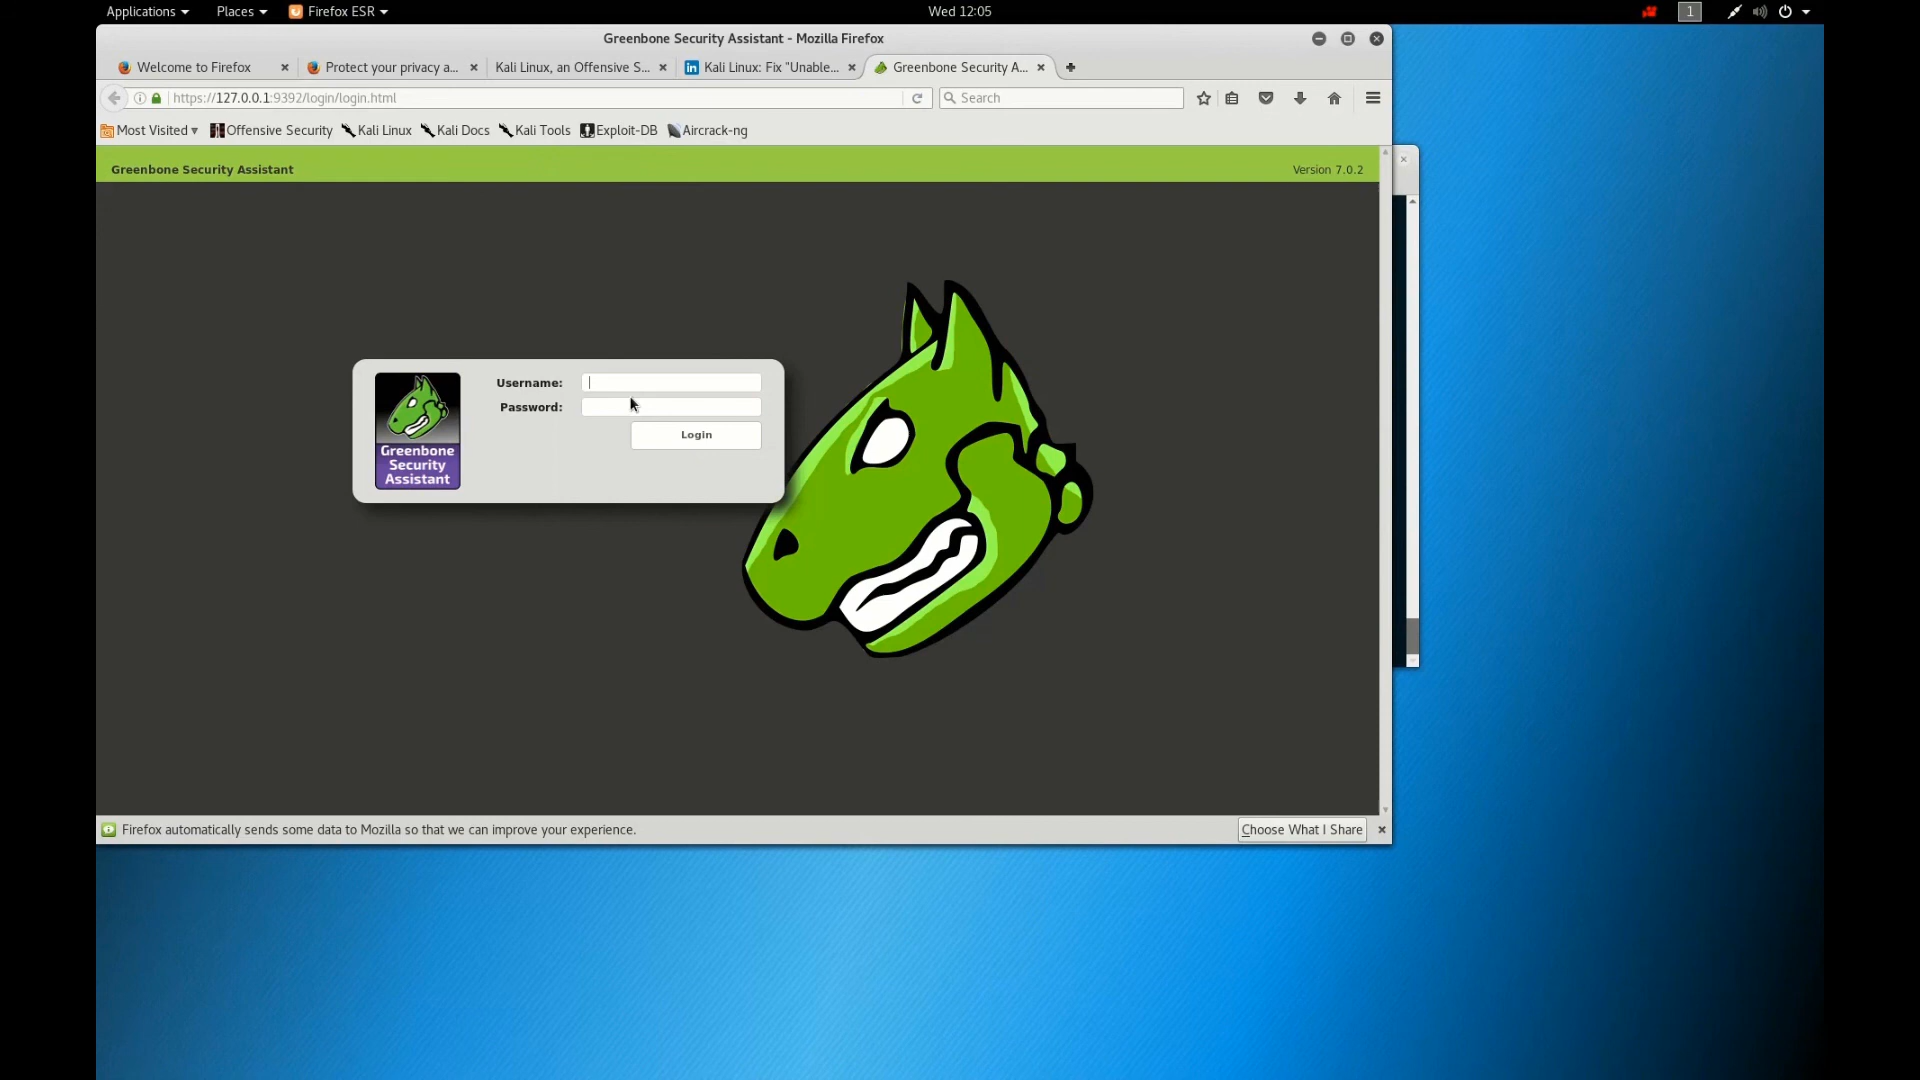 Applications Places Firefox ESR Wed 12:05 1
Greenbone Security Assistant - Mozilla Firefox
Welcome to Firefox Protect your privacy a... Kali Linux, an Offensive S... Kali Linux: Fix "Unable... Greenbone Security A...
https://127.0.0.1:9392/login/login.html Search
Most Visited Offensive Security Kali Linux Kali Docs Kali Tools Exploit-DB Aircrack-ng
Greenbone Security Assistant Version 7.0.2
Username:
Password:
Login
Greenbone
Security
Assistant
Firefox automatically sends some data to Mozilla so that we can improve your experience. Choose What I Share